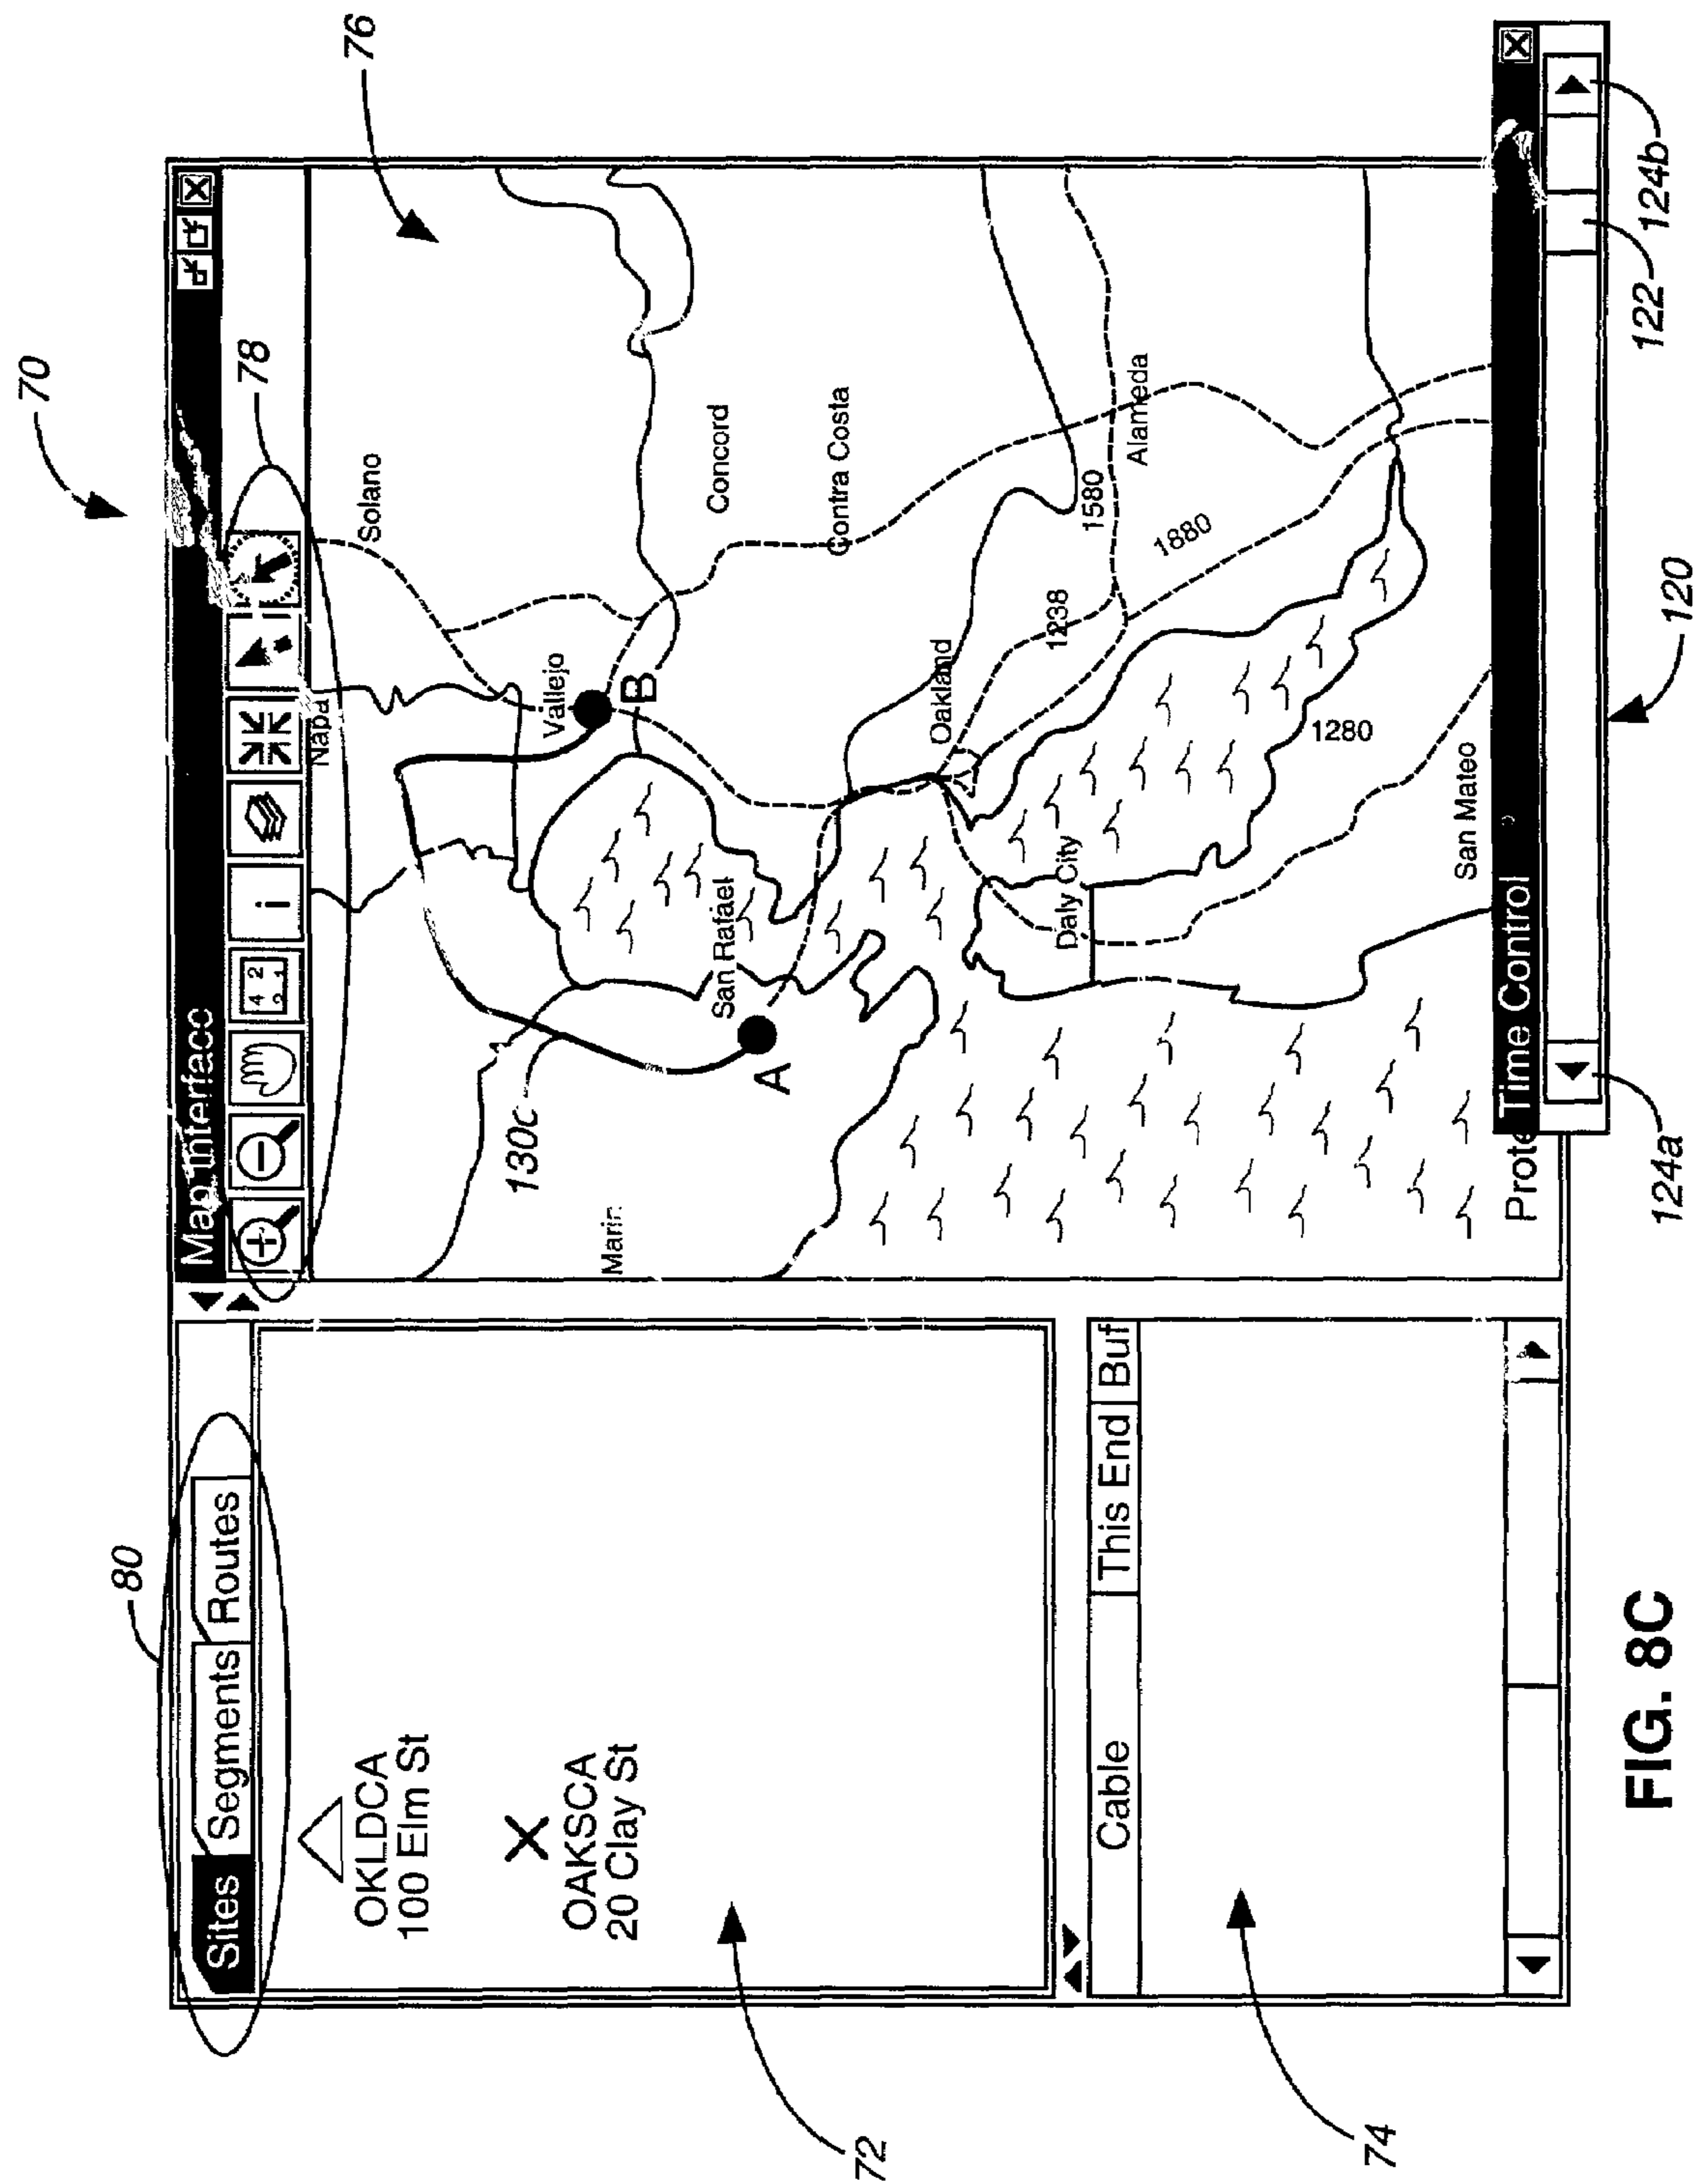 70
76
78
80
Map Interface
Sites
Segments
Routes
4 2
i
OKLDCA
100 Elm St
X
OAKSCA
20 Clay St
72
Cable
This End
Buf
74
Napa
Solano
Vallejo
B
Concord
Contra Costa
130c
Marin
San Rafael
A
Oakland
1238
1580
Alameda
1880
Daly City
1280
San Mateo
Prote
Time Control
124a
120
122
124b
FIG. 8C